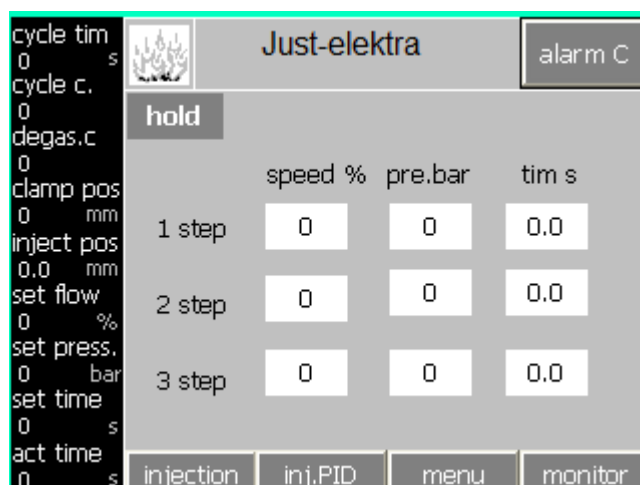 cycle tim
0 s
cycle c.
0
degas.c
0
clamp pos
0 mm
inject pos
0.0 mm
set flow
0 %
set press.
0 bar
set time
0 s
act time
0 s
Just-elektra
alarm C
hold
speed % pre.bar tim s
1 step 0 0 0.0
2 step 0 0 0.0
3 step 0 0 0.0
injection inj.PID menu monitor